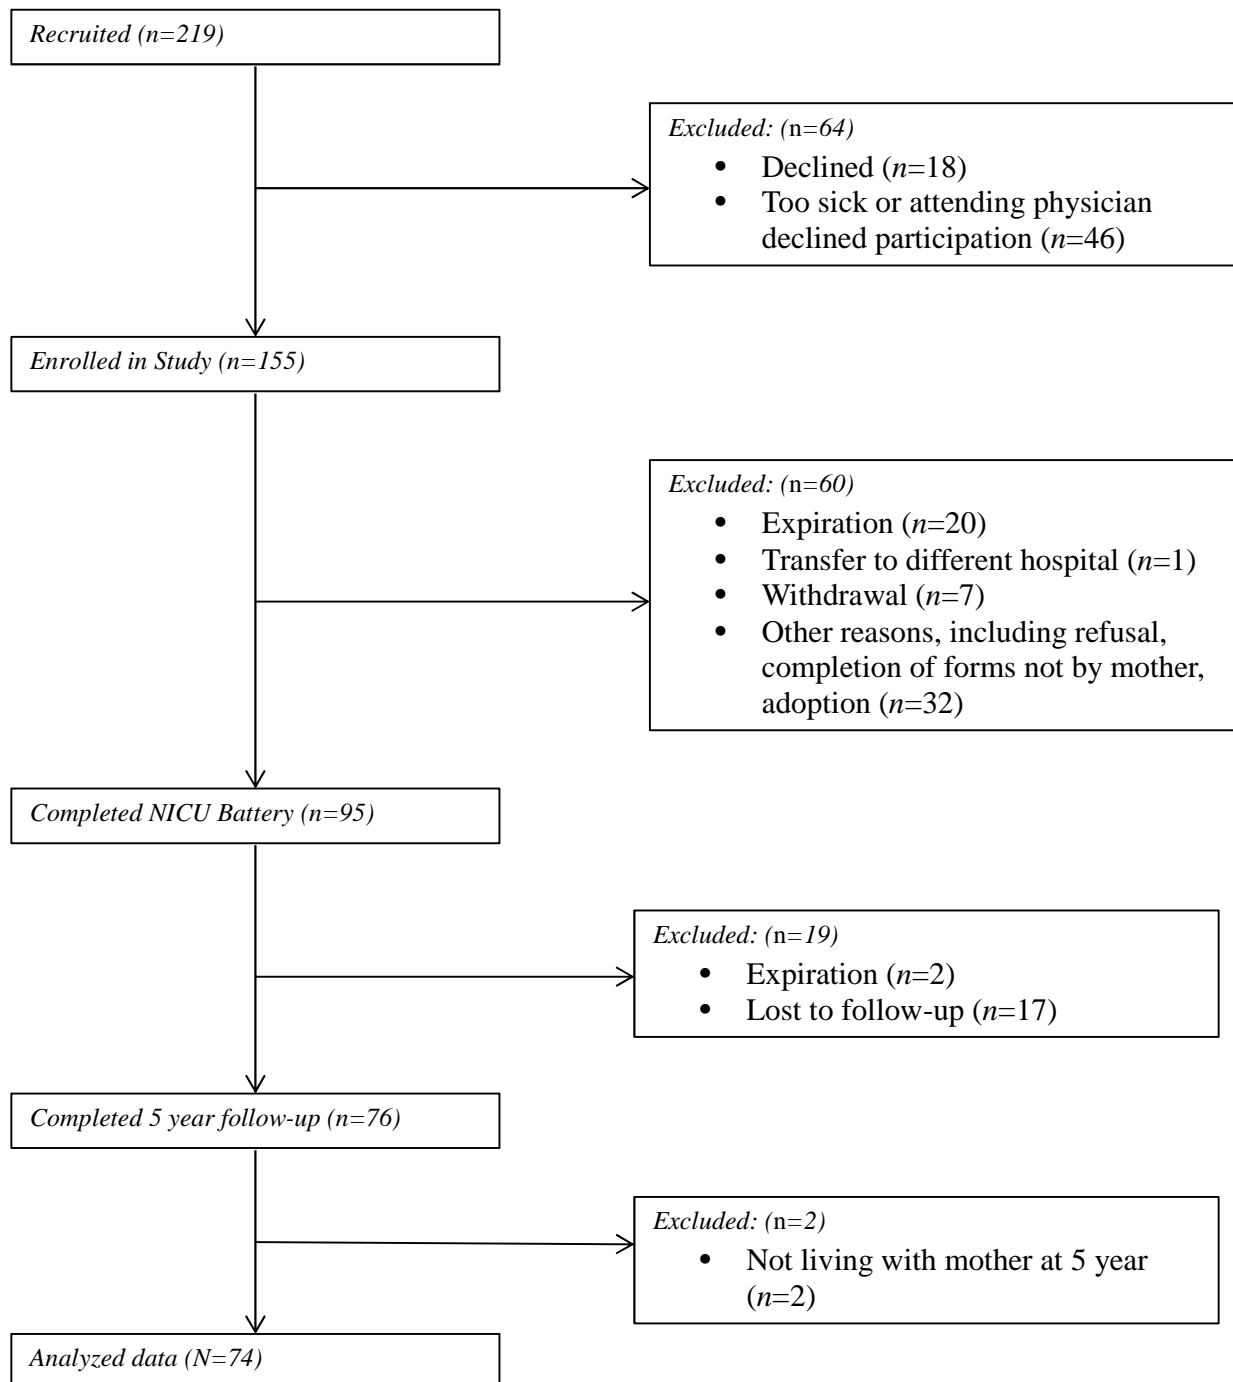 Recruited (n=219)
Excluded: (n=64)
• Declined (n=18)
• Too sick or attending physician
declined participation (n=46)
Enrolled in Study (n=155)
Excluded: (n=60)
• Expiration (n=20)
• Transfer to different hospital (n=1)
• Withdrawal (n=7)
• Other reasons, including refusal,
completion of forms not by mother,
adoption (n=32)
Completed NICU Battery (n=95)
Excluded: (n=19)
• Expiration (n=2)
• Lost to follow-up (n=17)
Completed 5 year follow-up (n=76)
Excluded: (n=2)
• Not living with mother at 5 year
(n=2)
Analyzed data (N=74)